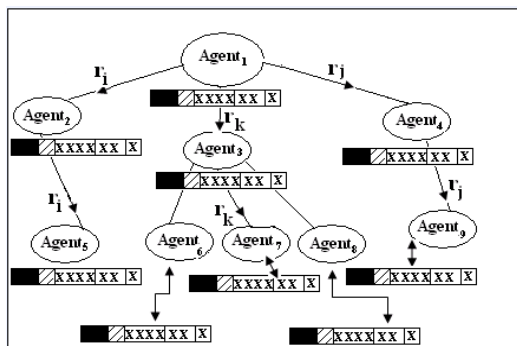 Agent1
ri
rj
xxxx xx x
rk
Agent2
Agent4
Agent3
xxxx xx x
xxxx xx x
xxxx xx x
ri
rk
rj
Agent5
Agent6
Agent7
Agent8
Agent9
xxxx xx x
xxxx xx x
xxxx xx x
xxxx xx x
xxxx xx x